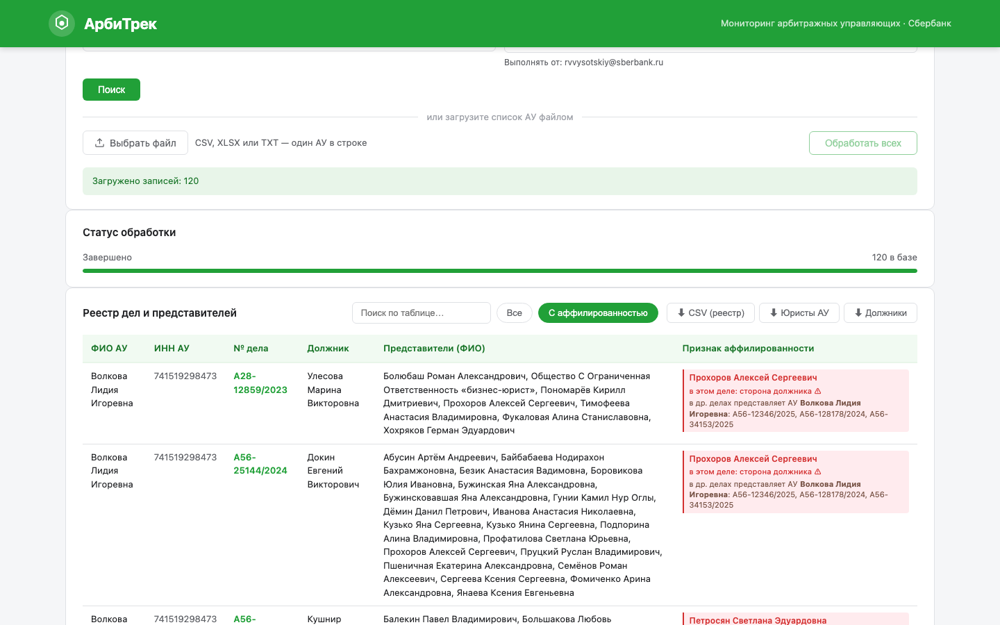 АрбиТрек
Мониторинг арбитражных управляющих · Сбербанк
Выполнять от: rvvysotskiy@sberbank.ru
Поиск
или загрузите список АУ файлом
Выбрать файл
CSV, XLSX или TXT — один АУ в строке
Обработать всех
Загружено записей: 120
Статус обработки
Завершено
120 в базе
Реестр дел и представителей
Поиск по таблице...
Все
С аффилированностью
CSV (реестр)
Юристы АУ
Должники
ФИО АУ
ИНН АУ
№ дела
Должник
Представители (ФИО)
Признак аффилированности
Волкова
Лидия
Игоревна
741519298473
А28-
12859/2023
Улесова
Марина
Викторовна
Болюбаш Роман Александрович, Общество С Ограниченная
Ответственность «бизнес-юрист», Пономарёв Кирилл
Дмитриевич, Прохоров Алексей Сергеевич, Тимофеева
Анастасия Владимировна, Фукаловая Алина Станиславовна,
Хохряков Герман Эдуардович
Прохоров Алексей Сергеевич
в этом деле: сторона должника ⚠
в др. делах представляет АУ Волкова Лидия
Игоревна: А56-12346/2025, А56-128178/2024, А56-
34153/2025
Волкова
Лидия
Игоревна
741519298473
А56-
25144/2024
Докин
Евгений
Викторович
Абусин Артём Андреевич, Байбабаева Нодирахон
Бахрамжоновна, Безик Анастасия Вадимовна, Боровикова
Юлия Ивановна, Бужинская Яна Александровна,
Бужинсковавшая Яна Александровна, Гунии Камил Нур Оглы,
Дёмин Данил Петрович, Иванова Анастасия Николаевна,
Кузько Яна Сергеевна, Кузько Янина Сергеевна, Подпорина
Алина Владимировна, Профатилова Светлана Юрьевна,
Прохоров Алексей Сергеевич, Пруцкий Руслан Владимирович,
Пшеничная Екатерина Александровна, Семёнов Роман
Алексеевич, Сергеева Ксения Сергеевна, Фомиченко Арина
Александровна, Янаева Ксения Евгеньевна
Прохоров Алексей Сергеевич
в этом деле: сторона должника ⚠
в др. делах представляет АУ Волкова Лидия
Игоревна: А56-12346/2025, А56-128178/2024, А56-
34153/2025
Волкова
741519298473
А56-
Кушнир
Балекин Павел Владимирович, Большакова Любовь
Петросян Светлана Эдуардовна